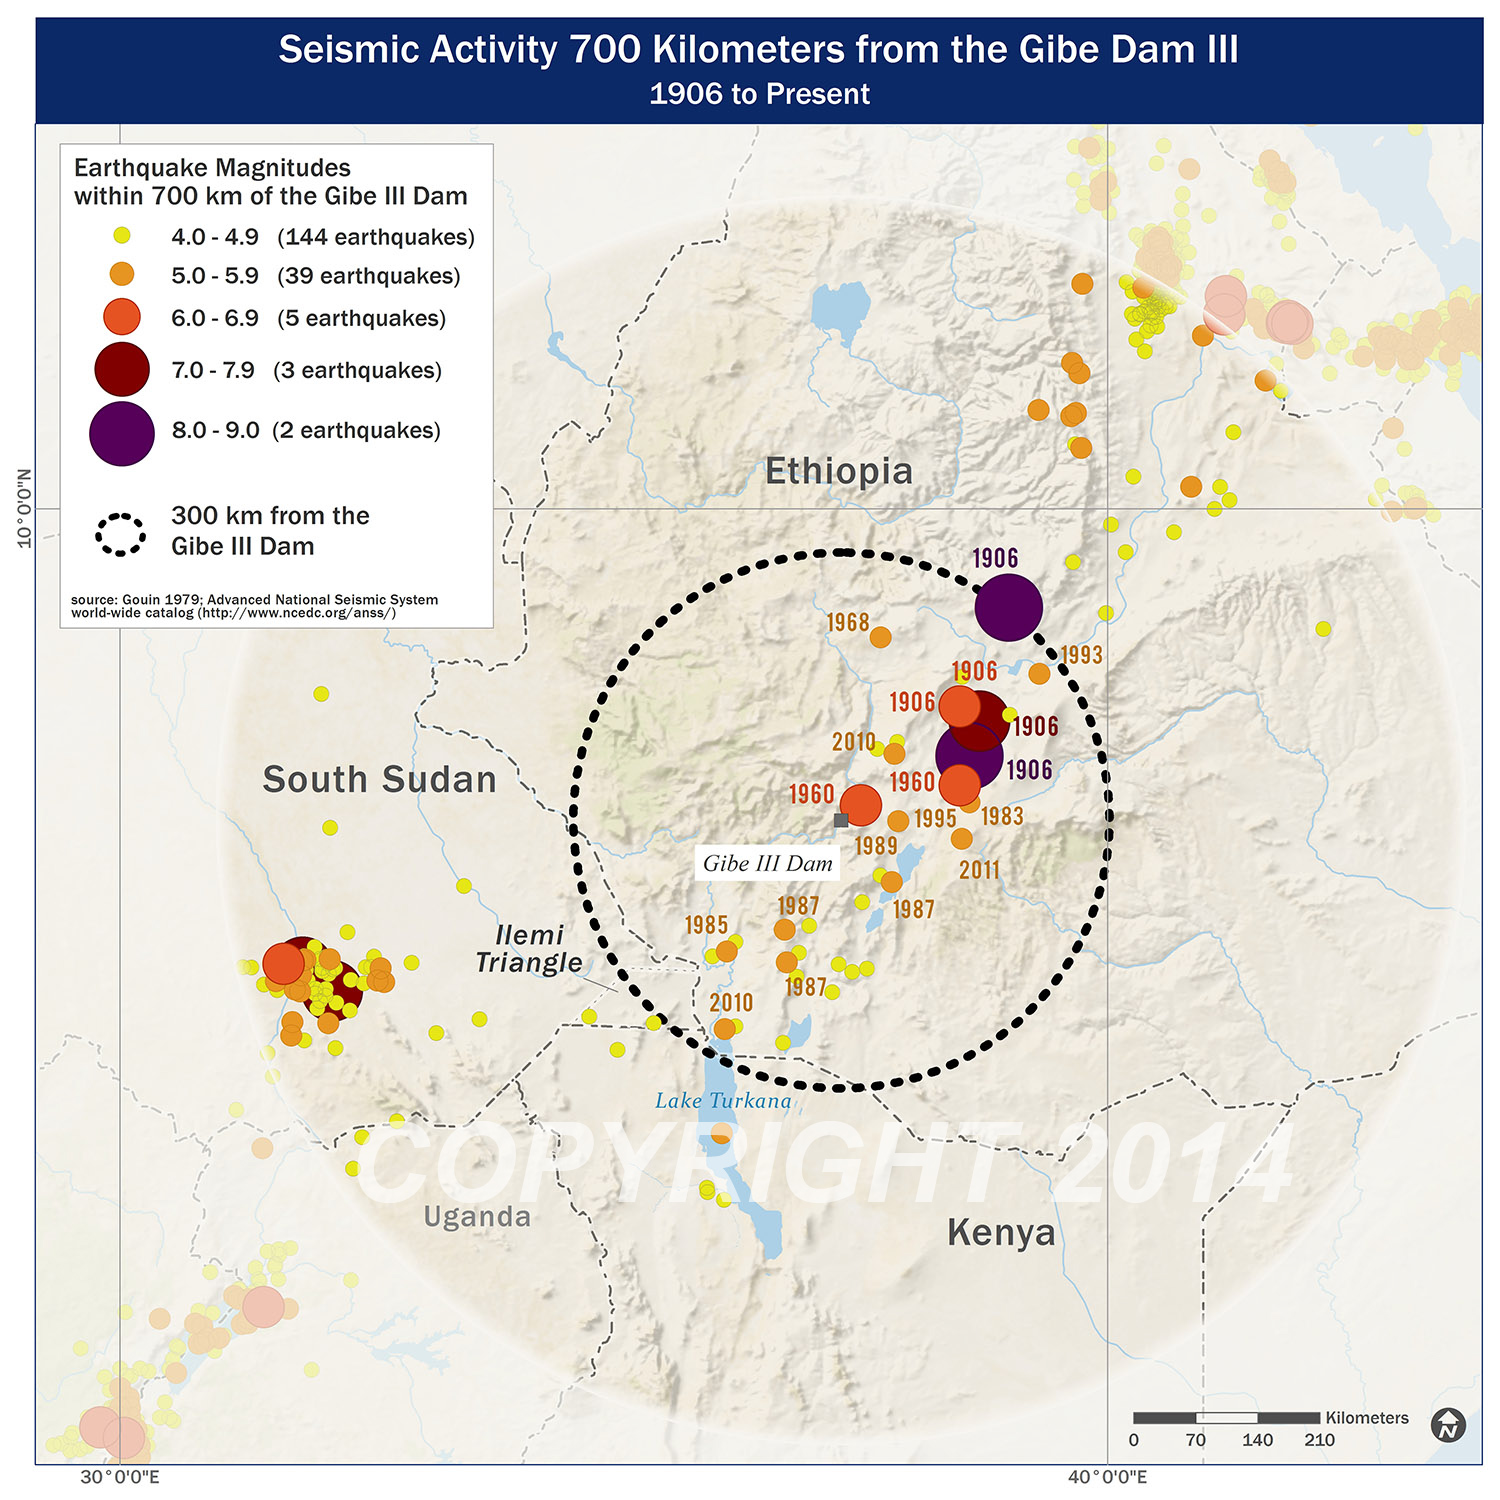 Seismic Activity 700 Kilometers from the Gibe Dam III
1906 to Present
Earthquake Magnitudes
within 700 km of the Gibe III Dam
4.0 - 4.9 (144 earthquakes)
5.0 - 5.9 (39 earthquakes)
6.0 - 6.9 (5 earthquakes)
7.0 - 7.9 (3 earthquakes)
8.0 - 9.0 (2 earthquakes)
300 km from the
Gibe III Dam
source: Gouin 1979; Advanced National Seismic System
world-wide catalog (http://www.ncedc.org/anss/)
10°0'0"N
Ethiopia
1906
1968
1993
1906
1906
1906
2010
1906
1960
1960
1995
1983
1989
2011
Gibe III Dam
South Sudan
1987
1987
1985
Ilemi
Triangle
1987
2010
Lake Turkana
COPYRIGHT 2014
Uganda
Kenya
Kilometers
0 70 140 210
N
30°0'0"E
40°0'0"E